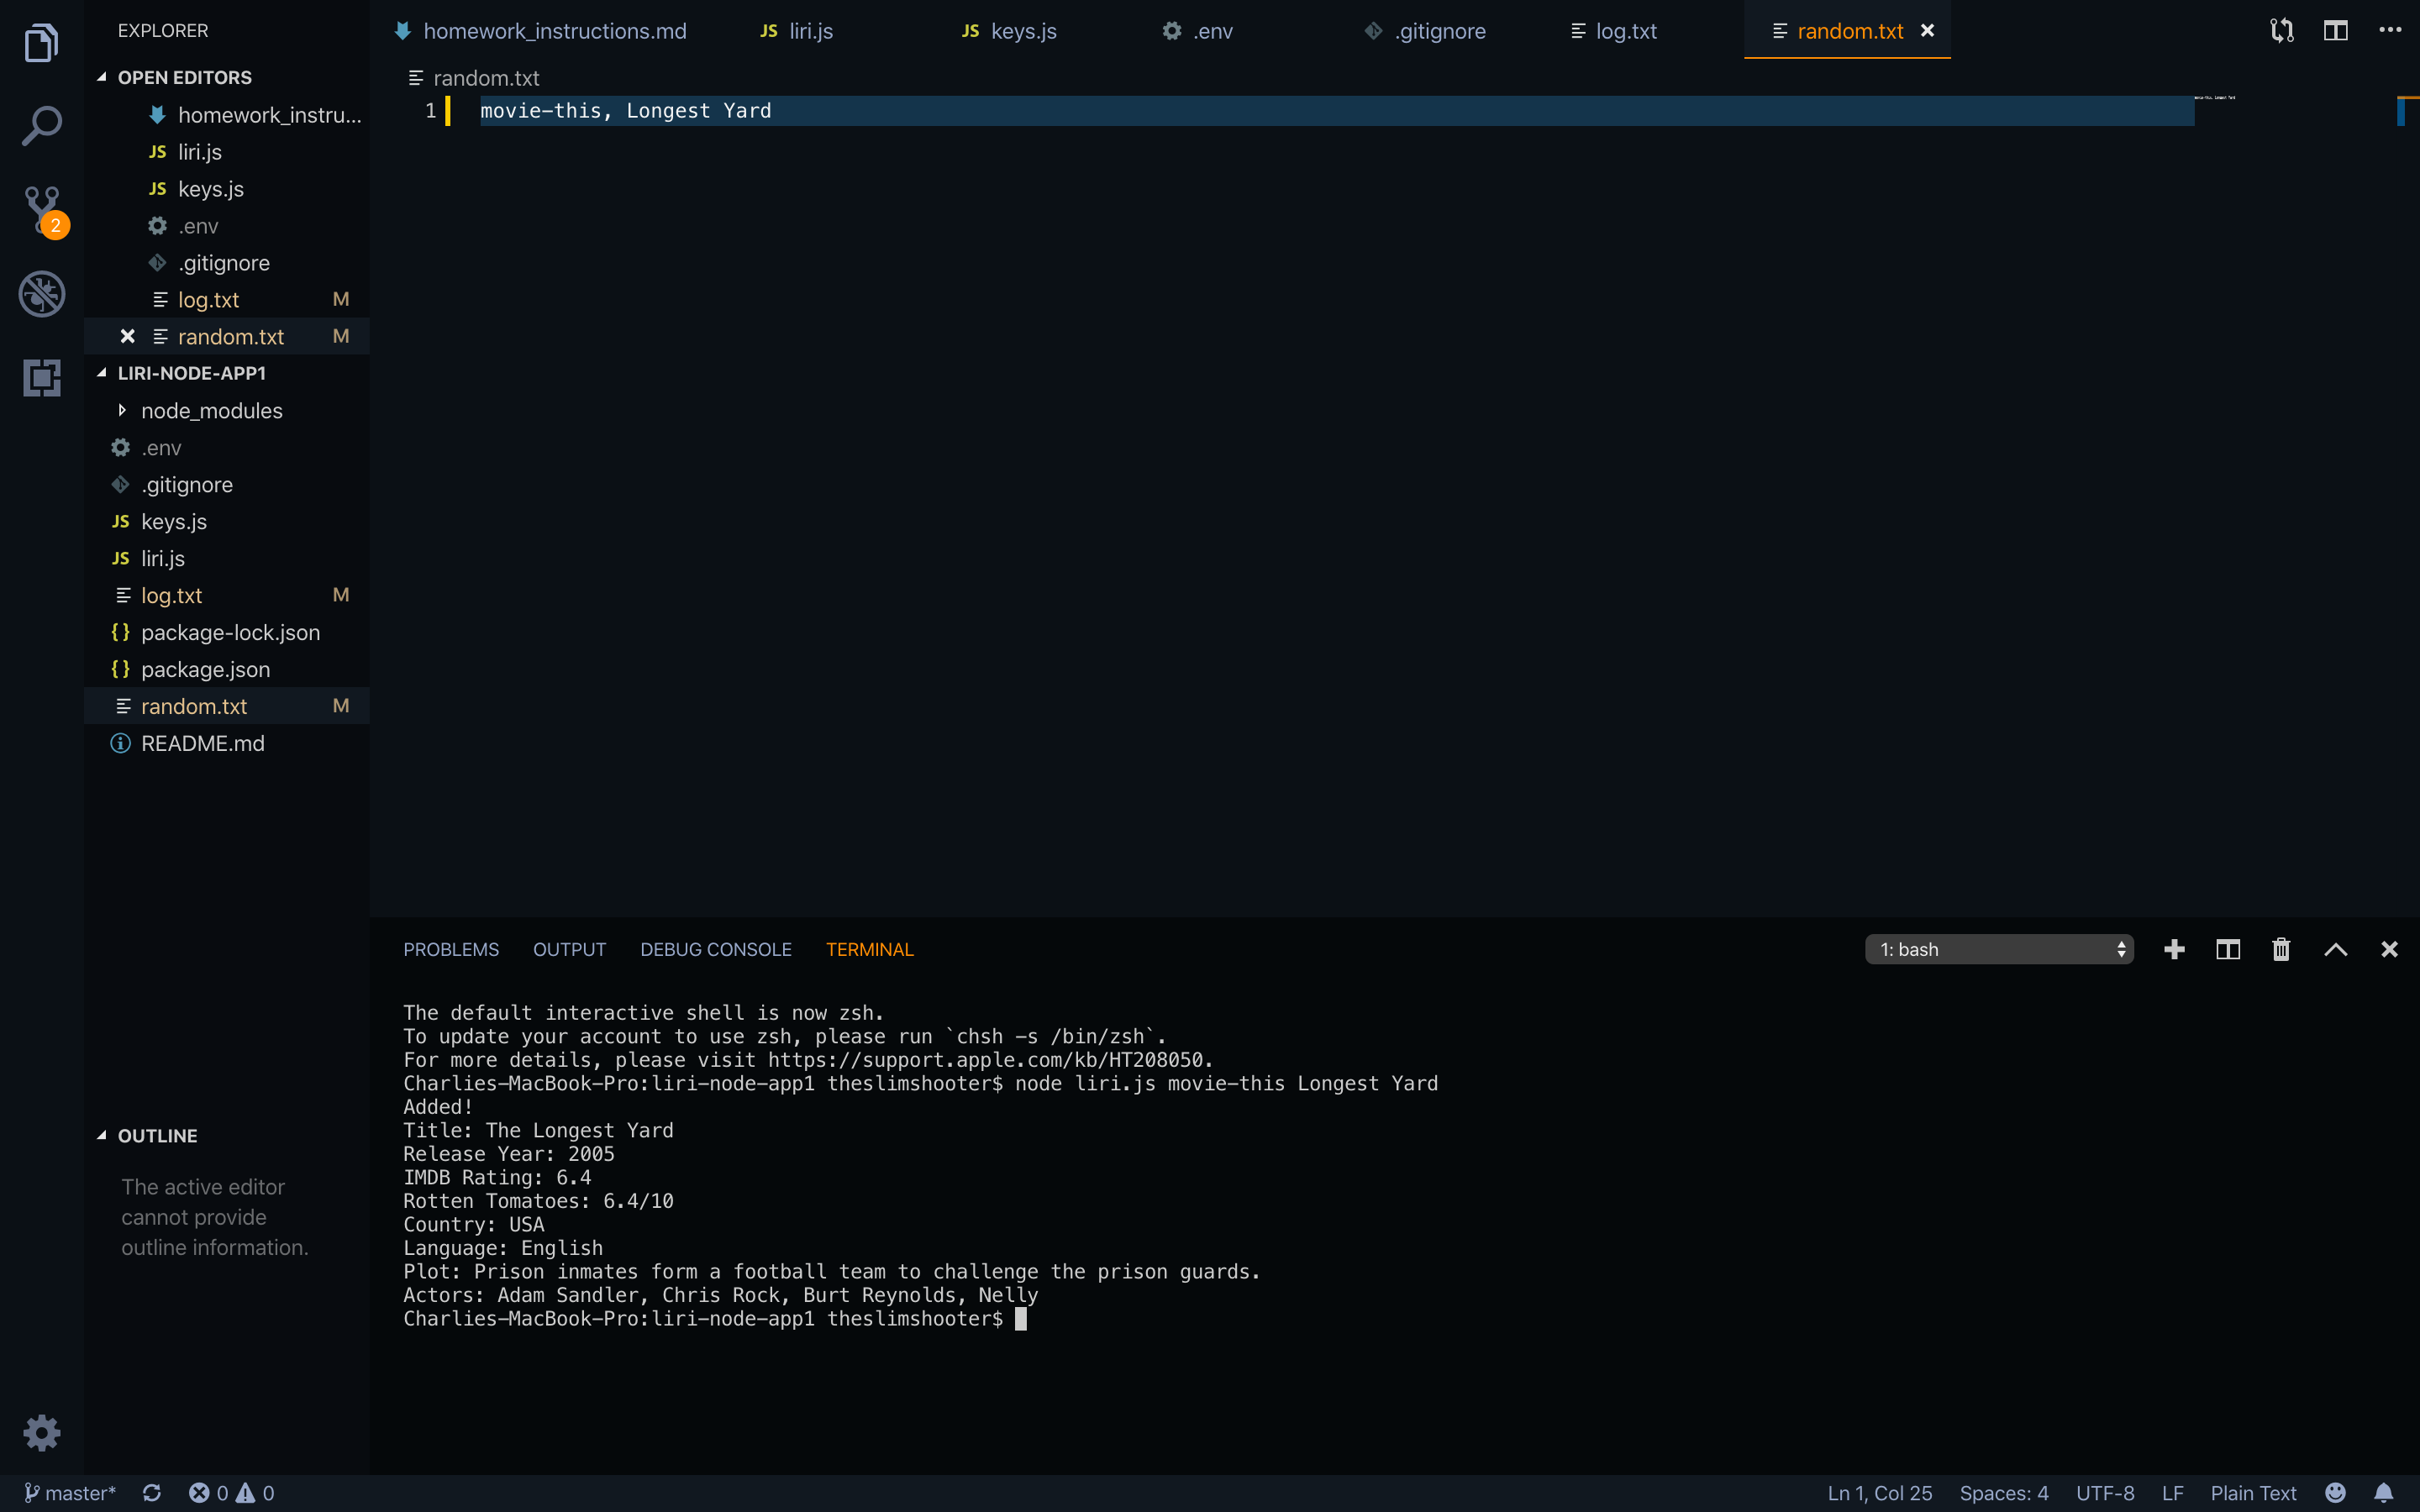 EXPLORER
OPEN EDITORS
homework_instru...
JS liri.js
JS keys.js
.env
.gitignore
log.txt M
random.txt M
LIRI-NODE-APP1
node_modules
.env
.gitignore
JS keys.js
JS liri.js
log.txt M
{} package-lock.json
{} package.json
random.txt M
README.md
OUTLINE
The active editor
cannot provide
outline information.
2
homework_instructions.md JS liri.js JS keys.js .env .gitignore log.txt random.txt
random.txt
1 movie-this, Longest Yard
PROBLEMS OUTPUT DEBUG CONSOLE TERMINAL 1: bash
The default interactive shell is now zsh.
To update your account to use zsh, please run `chsh -s /bin/zsh`.
For more details, please visit https://support.apple.com/kb/HT208050.
Charlies-MacBook-Pro:liri-node-app1 theslimshooter$ node liri.js movie-this Longest Yard
Added!
Title: The Longest Yard
Release Year: 2005
IMDB Rating: 6.4
Rotten Tomatoes: 6.4/10
Country: USA
Language: English
Plot: Prison inmates form a football team to challenge the prison guards.
Actors: Adam Sandler, Chris Rock, Burt Reynolds, Nelly
Charlies-MacBook-Pro:liri-node-app1 theslimshooter$
master* 0 0 Ln 1, Col 25 Spaces: 4 UTF-8 LF Plain Text